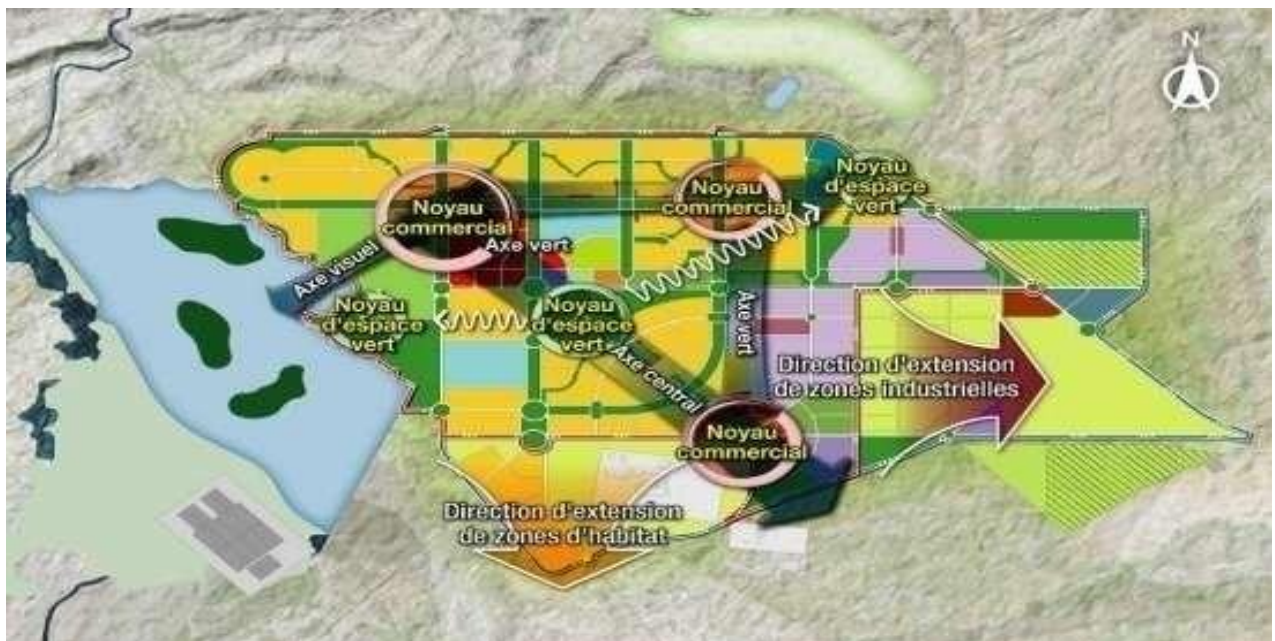 N
Noyau
d'espace
vert
Noyau
commercial
Noyau
commercial
Axe vert
Axe visuel
Noyau
d'espace
vert
Noyau
d'espace
vert
Axe vert
Axe central
Direction d'extension
de zones industrielles
Noyau
commercial
Direction d'extension
de zones d'habitat